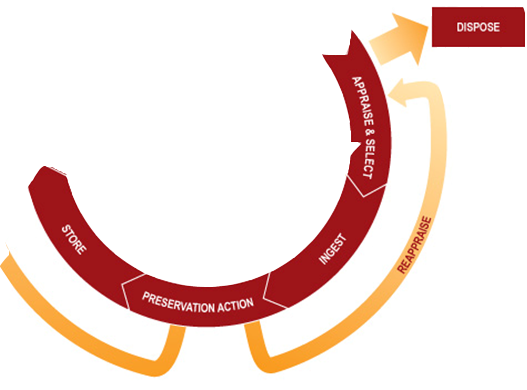 DISPOSE
APPRAISE & SELECT
REAPPRAISE
INGEST
PRESERVATION ACTION
STORE